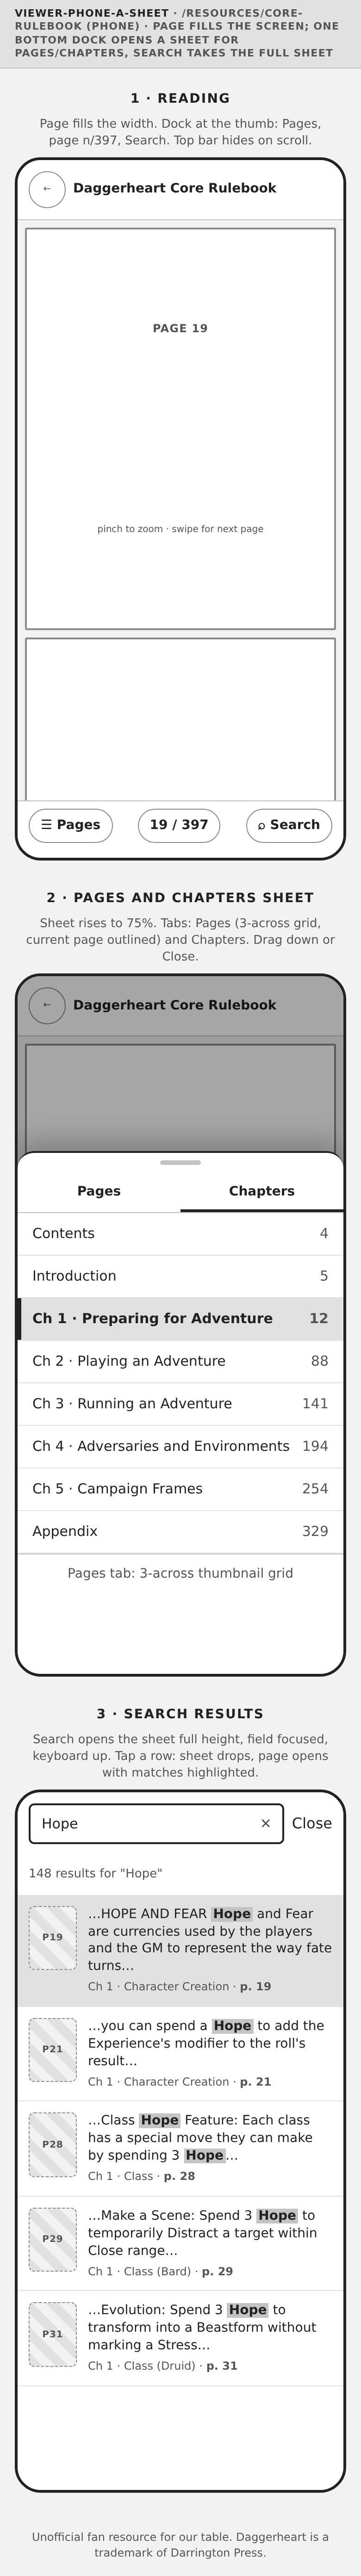 VIEWER-PHONE-A-SHEET · /RESOURCES/CORE-
RULEBOOK (PHONE) · PAGE FILLS THE SCREEN; ONE
BOTTOM DOCK OPENS A SHEET FOR
PAGES/CHAPTERS, SEARCH TAKES THE FULL SHEET
1 · READING
Page fills the width. Dock at the thumb: Pages,
page n/397, Search. Top bar hides on scroll.
← Daggerheart Core Rulebook
PAGE 19
pinch to zoom · swipe for next page
☰ Pages 19 / 397 ⌕ Search
2 · PAGES AND CHAPTERS SHEET
Sheet rises to 75%. Tabs: Pages (3-across grid,
current page outlined) and Chapters. Drag down or
Close.
← Daggerheart Core Rulebook
Pages Chapters
Contents 4
Introduction 5
Ch 1 · Preparing for Adventure 12
Ch 2 · Playing an Adventure 88
Ch 3 · Running an Adventure 141
Ch 4 · Adversaries and Environments 194
Ch 5 · Campaign Frames 254
Appendix 329
Pages tab: 3-across thumbnail grid
3 · SEARCH RESULTS
Search opens the sheet full height, field focused,
keyboard up. Tap a row: sheet drops, page opens
with matches highlighted.
Hope ✕ Close
148 results for "Hope"
P19
…HOPE AND FEAR Hope and Fear
are currencies used by the players
and the GM to represent the way fate
turns…
Ch 1 · Character Creation · p. 19
P21
…you can spend a Hope to add the
Experience's modifier to the roll's
result…
Ch 1 · Character Creation · p. 21
P28
…Class Hope Feature: Each class
has a special move they can make
by spending 3 Hope…
Ch 1 · Class · p. 28
P29
…Make a Scene: Spend 3 Hope to
temporarily Distract a target within
Close range…
Ch 1 · Class (Bard) · p. 29
P31
…Evolution: Spend 3 Hope to
transform into a Beastform without
marking a Stress…
Ch 1 · Class (Druid) · p. 31
Unofficial fan resource for our table. Daggerheart is a
trademark of Darrington Press.